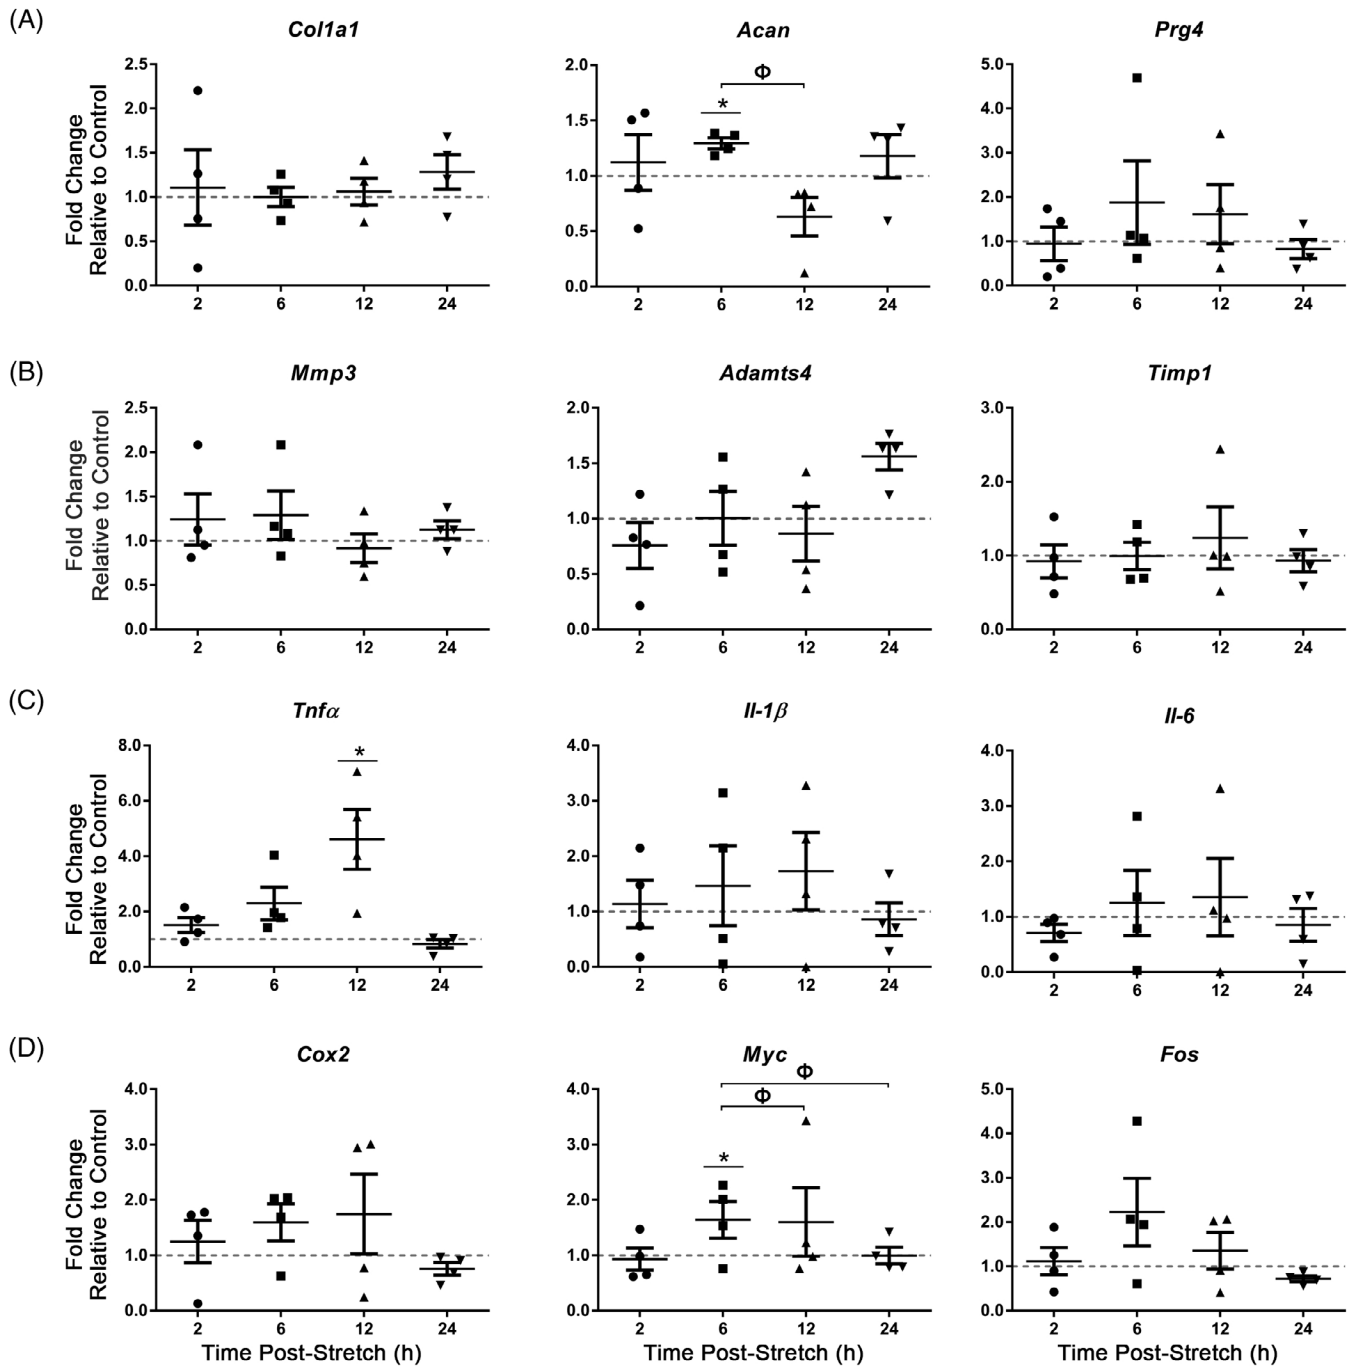 (A)
Col1a1
Acan
Prg4
Fold Change
Relative to Control
2.5
2.0
1.5
1.0
0.5
0.0
2 6 12 24
2.0
1.5
1.0
0.5
0.0
* Φ
2 6 12 24
5.0
4.0
3.0
2.0
1.0
0.0
2 6 12 24
(B)
Mmp3
Adamts4
Timp1
Fold Change
Relative to Control
2.5
2.0
1.5
1.0
0.5
0.0
2 6 12 24
2.0
1.5
1.0
0.5
0.0
2 6 12 24
3.0
2.0
1.0
0.0
2 6 12 24
(C)
Tnfα
Il-1β
Il-6
Fold Change
Relative to Control
8.0
6.0
4.0
2.0
0.0
*
2 6 12 24
4.0
3.0
2.0
1.0
0.0
2 6 12 24
4.0
3.0
2.0
1.0
0.0
2 6 12 24
(D)
Cox2
Myc
Fos
Fold Change
Relative to Control
4.0
3.0
2.0
1.0
0.0
2 6 12 24
Time Post-Stretch (h)
4.0
3.0
2.0
1.0
0.0
Φ
Φ
*
2 6 12 24
Time Post-Stretch (h)
5.0
4.0
3.0
2.0
1.0
0.0
2 6 12 24
Time Post-Stretch (h)